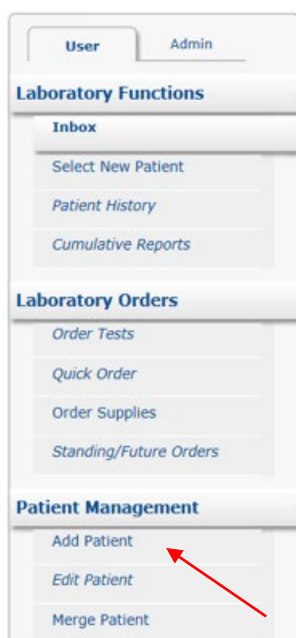 User Admin
Laboratory Functions
Inbox
Select New Patient
Patient History
Cumulative Reports
Laboratory Orders
Order Tests
Quick Order
Order Supplies
Standing/Future Orders
Patient Management
Add Patient
Edit Patient
Merge Patient